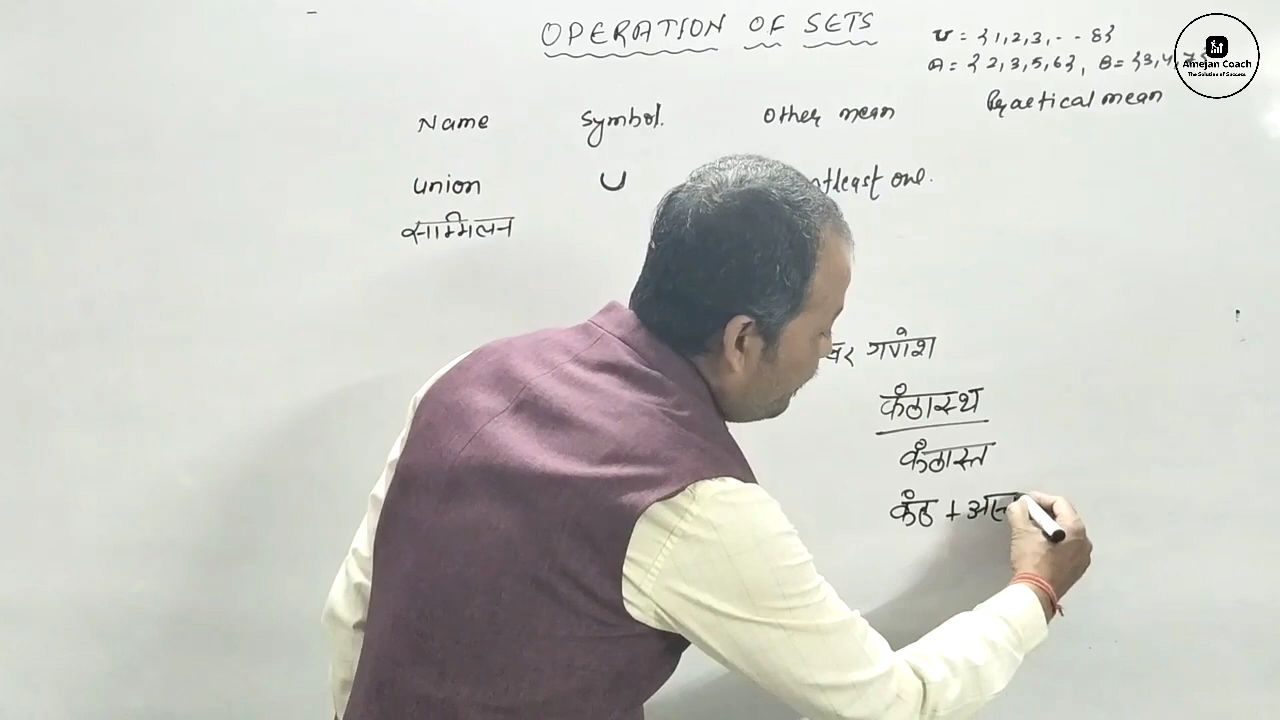 OPERATION OF SETS
U = {1,2,3,--8}
A = {2,3,5,6}, B = {3,4,7}
Amejan Coach
The Solution of Success
Name Symbol. Other mean Practical mean
Union ∪ Atleast one.
साम्मिलन
गणेश
कंठास्थ
कंठास्त
कंठ + अस्त